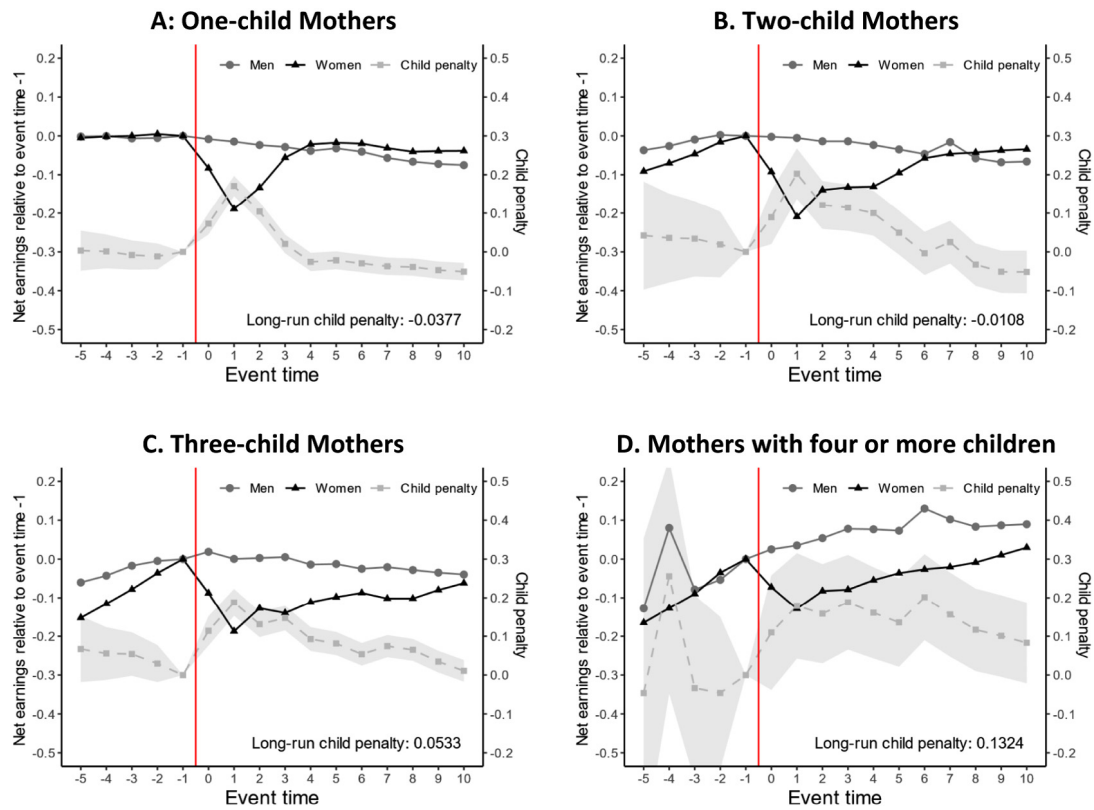 A: One-child Mothers
Net earnings relative to event time -1
0.2
0.1
0.0
-0.1
-0.2
-0.3
-0.4
-0.5
Men Women Child penalty
0.5
0.4
0.3
0.2
0.1
0.0
-0.1
-0.2
Child penalty
Long-run child penalty: -0.0377
-5 -4 -3 -2 -1 0 1 2 3 4 5 6 7 8 9 10
Event time
B. Two-child Mothers
Net earnings relative to event time -1
0.2
0.1
0.0
-0.1
-0.2
-0.3
-0.4
-0.5
Men Women Child penalty
0.5
0.4
0.3
0.2
0.1
0.0
-0.1
-0.2
Child penalty
Long-run child penalty: -0.0108
-5 -4 -3 -2 -1 0 1 2 3 4 5 6 7 8 9 10
Event time
C. Three-child Mothers
Net earnings relative to event time -1
0.2
0.1
0.0
-0.1
-0.2
-0.3
-0.4
-0.5
Men Women Child penalty
0.5
0.4
0.3
0.2
0.1
0.0
-0.1
-0.2
Child penalty
Long-run child penalty: 0.0533
-5 -4 -3 -2 -1 0 1 2 3 4 5 6 7 8 9 10
Event time
D. Mothers with four or more children
Net earnings relative to event time -1
0.2
0.1
0.0
-0.1
-0.2
-0.3
-0.4
-0.5
Men Women Child penalty
0.5
0.4
0.3
0.2
0.1
0.0
-0.1
-0.2
Child penalty
Long-run child penalty: 0.1324
-5 -4 -3 -2 -1 0 1 2 3 4 5 6 7 8 9 10
Event time